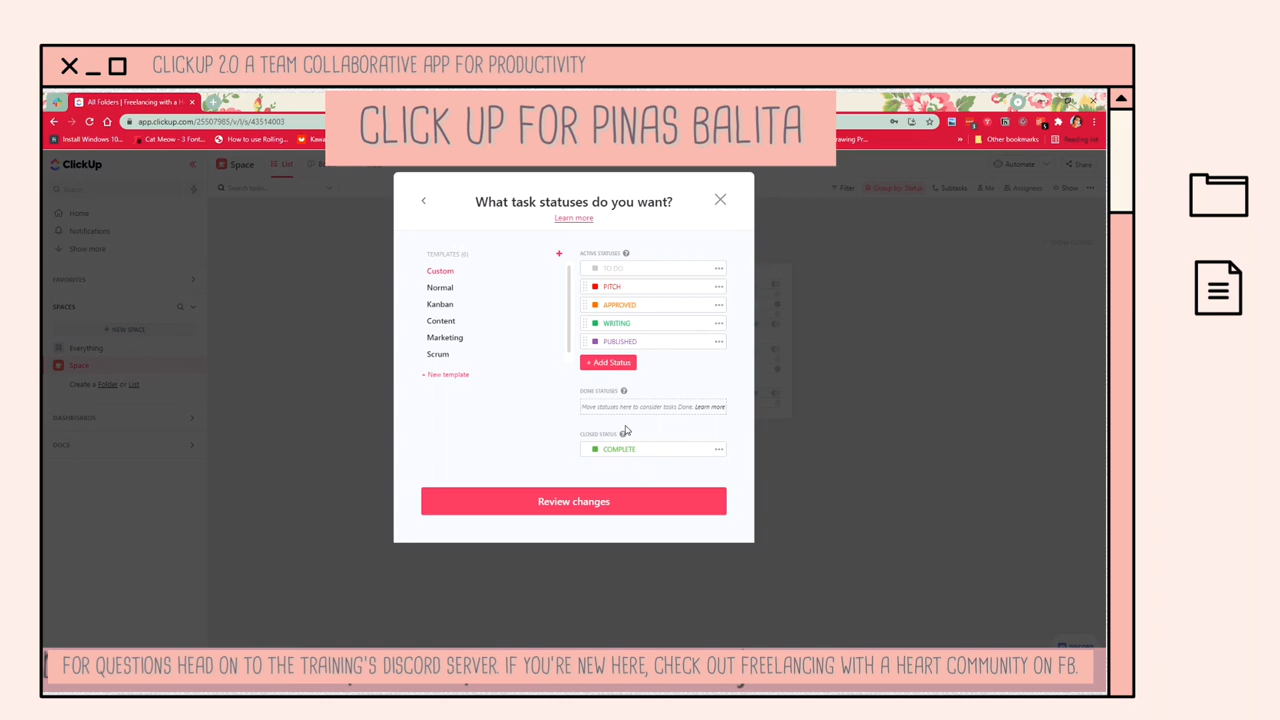 CLICKUP 2.0 A TEAM COLLABORATIVE APP FOR PRODUCTIVITY
All Folders | Freelancing with a H
app.clickup.com/25507985/v/l/s/43514003
CLICK UP FOR PINAS BALITA
Install Windows 10...
Cat Meow - 3 Font...
How to use Rolling...
Kawa
awing Pr...
Other bookmarks
Reading list
ClickUp
Space
List
Automate
Share
Search
Search tasks...
Filter
Group by: Status
Subtasks
Me
Assignees
Show
Home
Notifications
Show more
FAVORITES
SPACES
+ NEW SPACE
Everything
Space
Create a Folder or List
DASHBOARDS
DOCS
What task statuses do you want?
Learn more
TEMPLATES (6)
Custom
Normal
Kanban
Content
Marketing
Scrum
+ New template
ACTIVE STATUSES
TO DO
PITCH
APPROVED
WRITING
PUBLISHED
+ Add Status
DONE STATUSES
Move statuses here to consider tasks Done. Learn more
CLOSED STATUS
COMPLETE
Review changes
FOR QUESTIONS HEAD ON TO THE TRAINING'S DISCORD SERVER. IF YOU'RE NEW HERE, CHECK OUT FREELANCING WITH A HEART COMMUNITY ON FB.